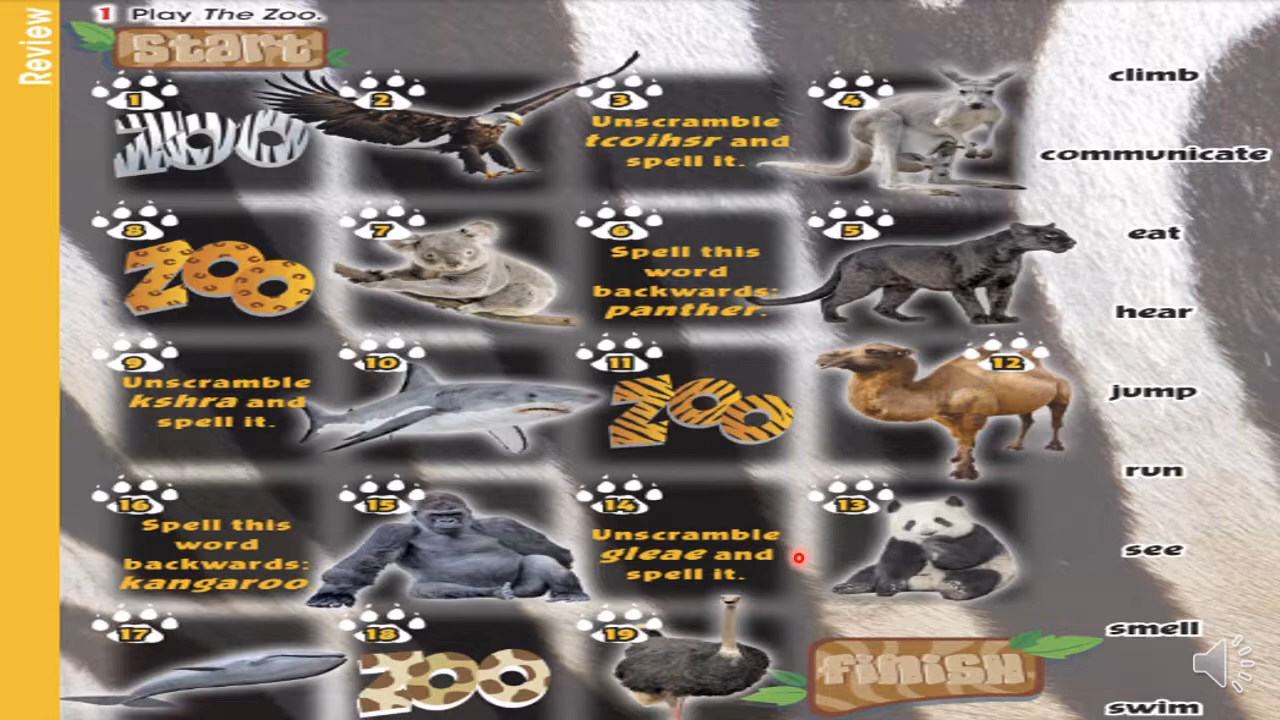 Review
1 Play The Zoo.
start
1
ZOO
2
3
Unscramble
tcoihsr and
spell it.
4
climb
communicate
8
ZOO
7
6
Spell this
word
backwards:
panther.
5
eat
hear
9
Unscramble
kshra and
spell it.
10
11
ZOO
12
jump
run
16
Spell this
word
backwards:
kangaroo
15
14
Unscramble
gleae and
spell it.
13
see
17
18
ZOO
19
finish
smell
swim